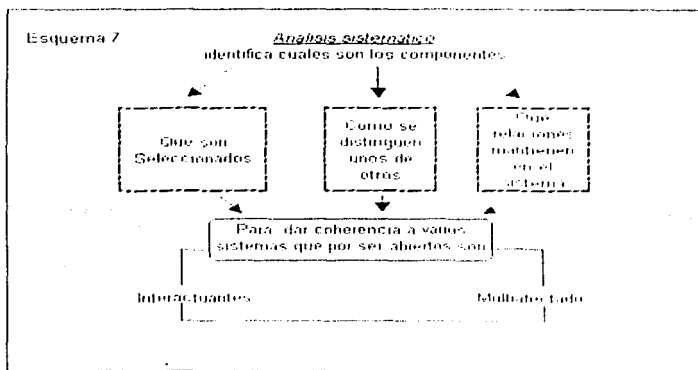 Esquema 7
Análisis sistemático
identifica cuales son los componentes
Que son
Seleccionados
Como se
distinguen
unos de
otros
Que
relaciones
mantienen
en el
sistema
Para dar coherencia a varios
sistemas que por ser abiertos son
Interactuantes
Multiafectado